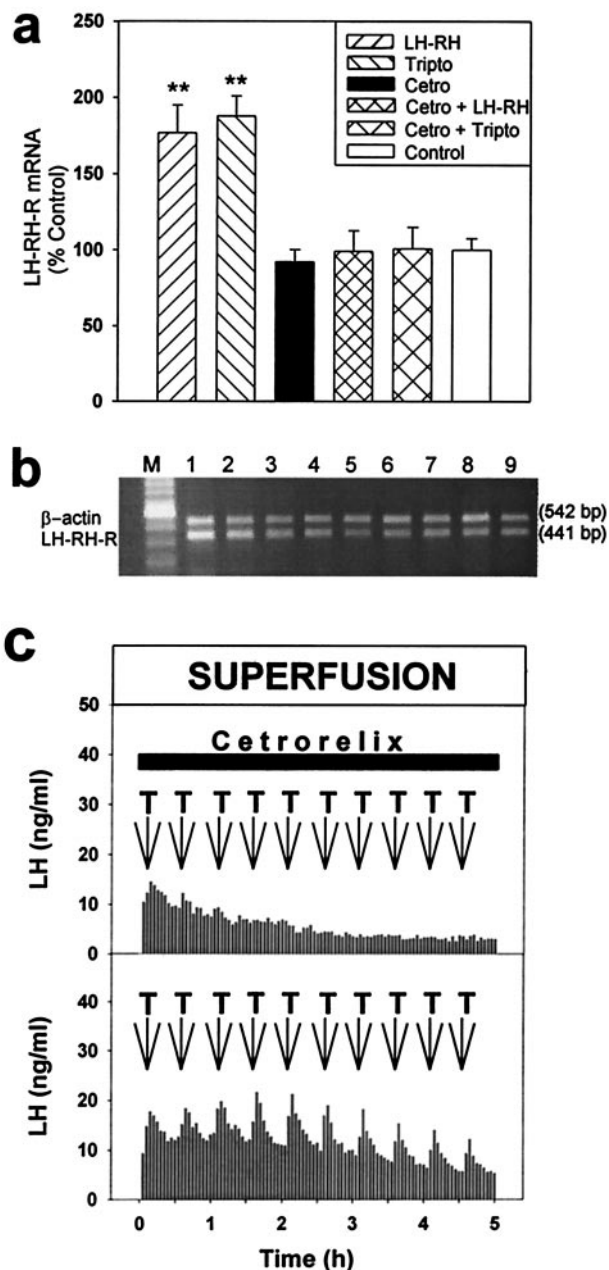 a
250
200
150
100
50
0
LH-RH-R mRNA
(% Control)
** **
LH-RH
Tripto
Cetro
Cetro + LH-RH
Cetro + Tripto
Control
b
M 1 2 3 4 5 6 7 8 9
β–actin (542 bp)
LH-RH-R (441 bp)
c
SUPERFUSION
Cetrorelix
50
40
30
20
10
0
LH (ng/ml)
T T T T T T T T T T
40
30
20
10
0
LH (ng/ml)
T T T T T T T T T T
0 1 2 3 4 5
Time (h)